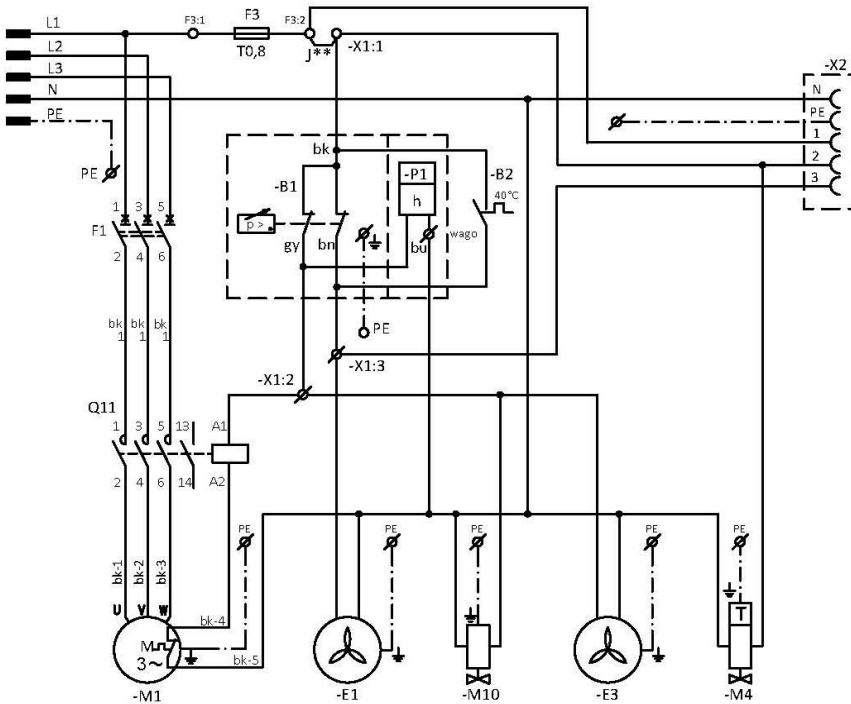 L1
F3:1
F3
F3:2
L2
T0,8
j**
-X1:1
L3
-X2
N
N
PE
PE
1
bk
2
PE
-B1
-P1
-B2
3
40°C
h
1 3 5
F1
p >
wago
gy
bn
bu
2 4 6
bk 1
bk 1
bk 1
PE
-X1:3
-X1:2
Q11
1 3 5 13
A1
2 4 6 14
A2
PE
PE
PE
PE
PE
bk-1
bk-2
bk-3
U V W
bk-4
T
M
3~
bk-5
-M1
-E1
-M10
-E3
-M4